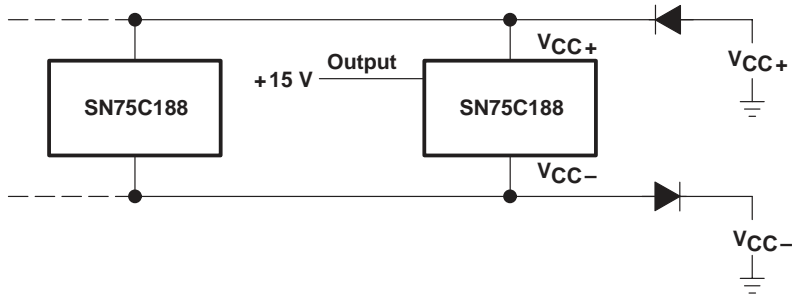 VCC+
VCC+
Output
+15 V
SN75C188
SN75C188
VCC−
VCC−